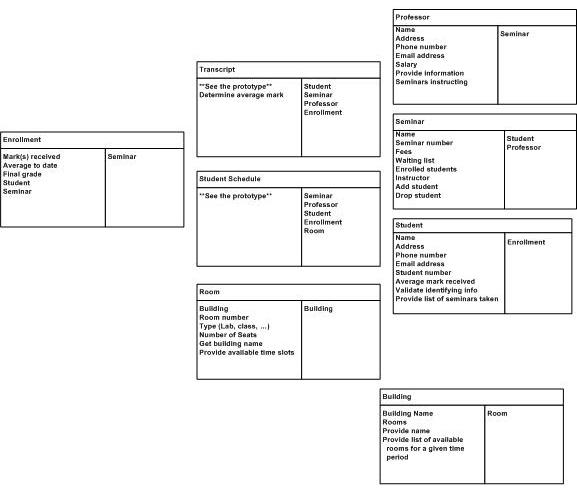 Professor
Name
Address
Phone number
Email address
Salary
Provide information
Seminars instructing
Seminar
Transcript
**See the prototype**
Determine average mark
Student
Seminar
Professor
Enrollment
Seminar
Name
Seminar number
Fees
Waiting list
Enrolled students
Instructor
Add student
Drop student
Student
Professor
Enrollment
Mark(s) received
Average to date
Final grade
Student
Seminar
Seminar
Student Schedule
**See the prototype**
Seminar
Professor
Student
Enrollment
Room
Student
Name
Address
Phone number
Email address
Student number
Average mark received
Validate identifying info
Provide list of seminars taken
Enrollment
Room
Building
Room number
Type (Lab, class, ...)
Number of Seats
Get building name
Provide available time slots
Building
Building
Building Name
Rooms
Provide name
Provide list of available
rooms for a given time
period
Room